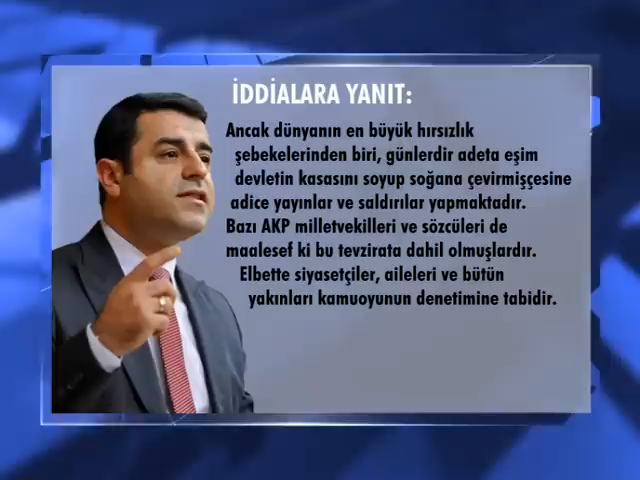 İDDİALARA YANIT:
Ancak dünyanın en büyük hırsızlık
şebekelerinden biri, günlerdir adeta eşim
devletin kasasını soyup soğana çevirmişçesine
adice yayınlar ve saldırılar yapmaktadır.
Bazı AKP milletvekilleri ve sözcüleri de
maalesef ki bu tevzirata dahil olmuşlardır.
Elbette siyasetçiler, aileleri ve bütün
yakınları kamuoyunun denetimine tabidir.